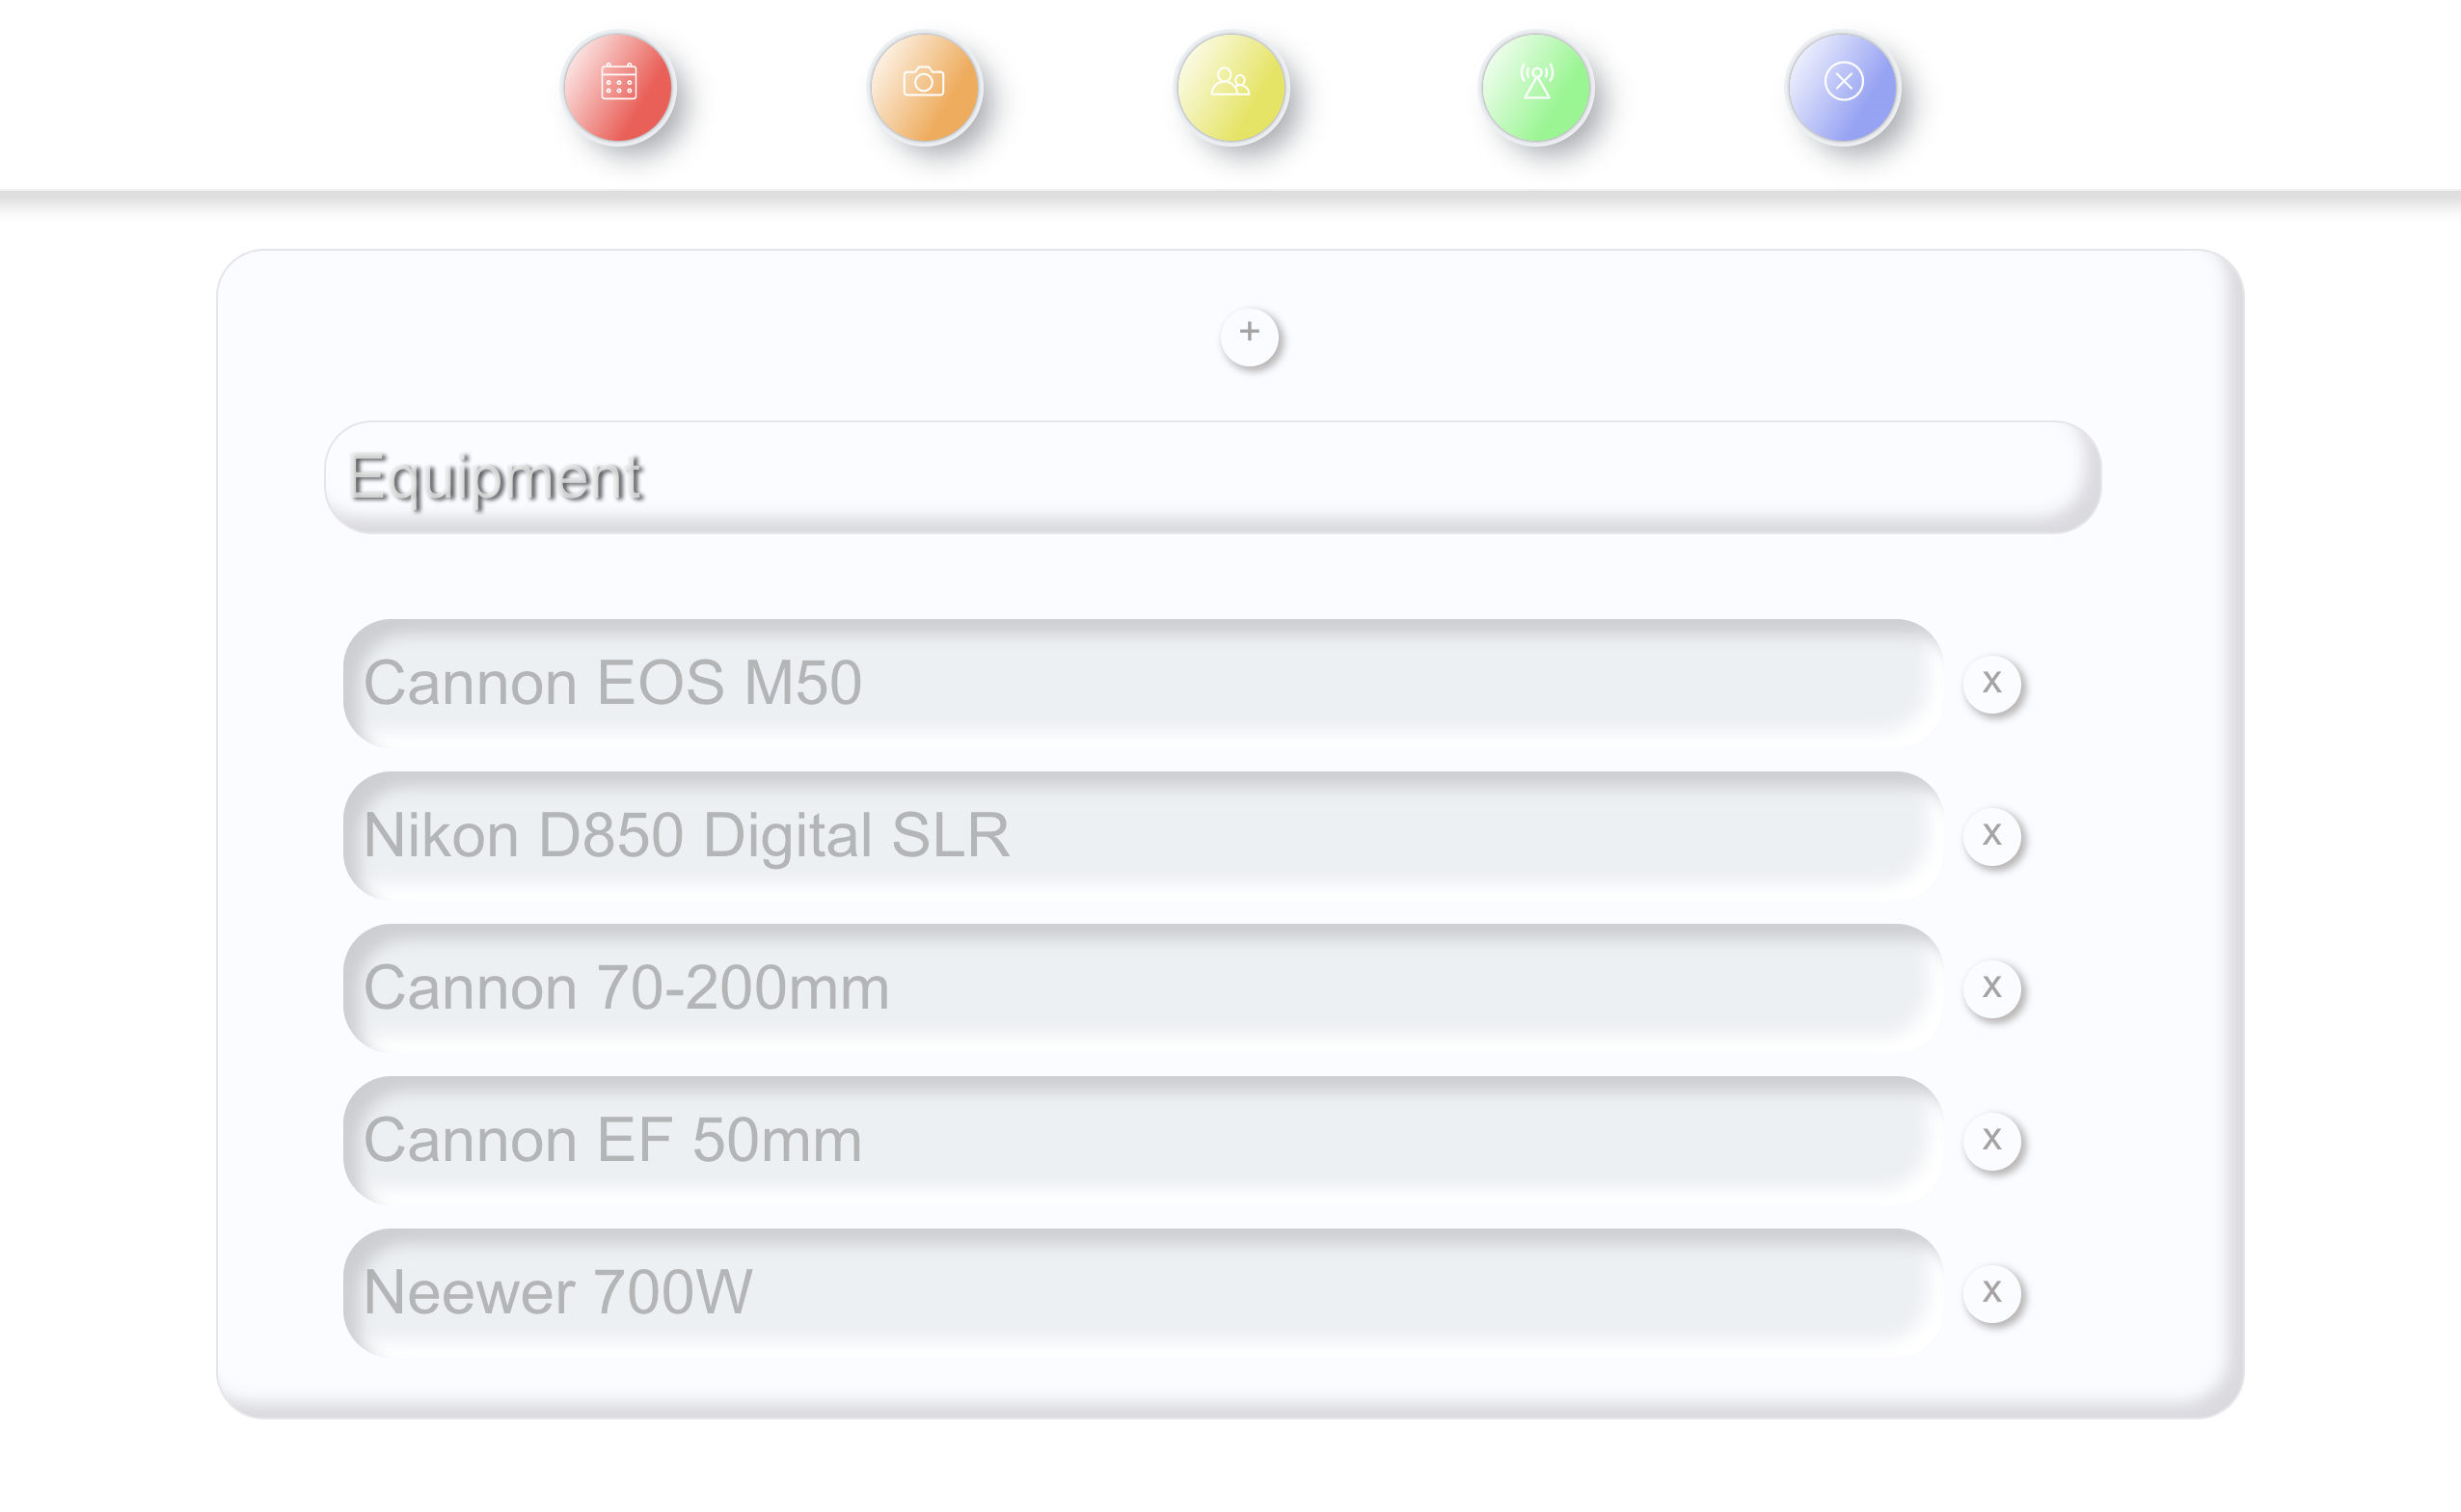 +
Equipment
Cannon EOS M50
x
Nikon D850 Digital SLR
x
Cannon 70-200mm
x
Cannon EF 50mm
x
Neewer 700W
x